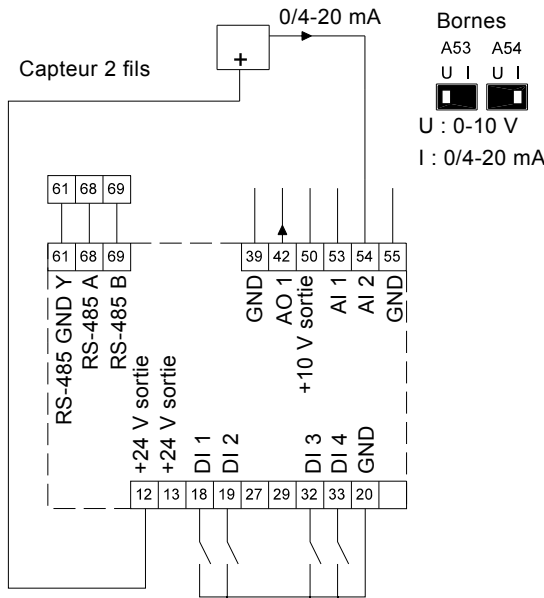 0/4-20 mA
Bornes
A53 A54
U I U I
U : 0-10 V
I : 0/4-20 mA
Capteur 2 fils
+
61 68 69
61 68 69
39 42 50 53 54 55
RS-485 GND Y
RS-485 A
RS-485 B
GND
AO 1
+10 V sortie
AI 1
AI 2
GND
+24 V sortie
+24 V sortie
DI 1
DI 2
DI 3
DI 4
GND
12 13 18 19 27 29 32 33 20